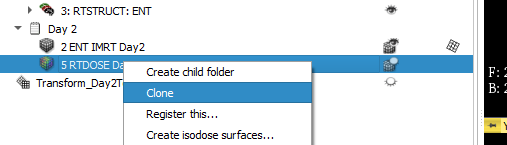 3: RTSTRUCT: ENT
Day 2
2 ENT IMRT Day2
5 RTDOSE
Create child folder
Transform_Day2T
Clone
Register this...
Create isodose surfaces...
F: 2
B: 2